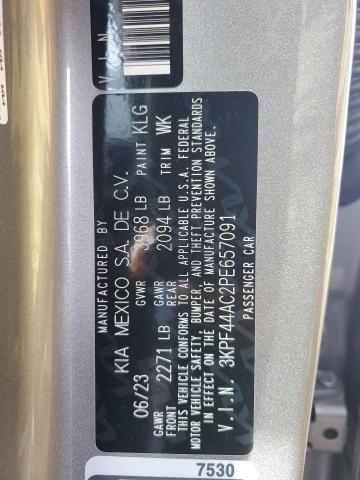 V.I.N.
MANUFACTURED BY
KIA MEXICO S.A. DE C.V.
06/23 GVWR 3968 LB PAINT KLG
GAWR FRONT 2271 LB GAWR REAR 2094 LB TRIM WK
THIS VEHICLE CONFORMS TO ALL APPLICABLE U.S.A. FEDERAL
MOTOR VEHICLE SAFETY, BUMPER, AND THEFT PREVENTION STANDARDS
IN EFFECT ON THE DATE OF MANUFACTURE SHOWN ABOVE.
V.I.N. 3KPF44AC2PE657091
PASSENGER CAR
7530